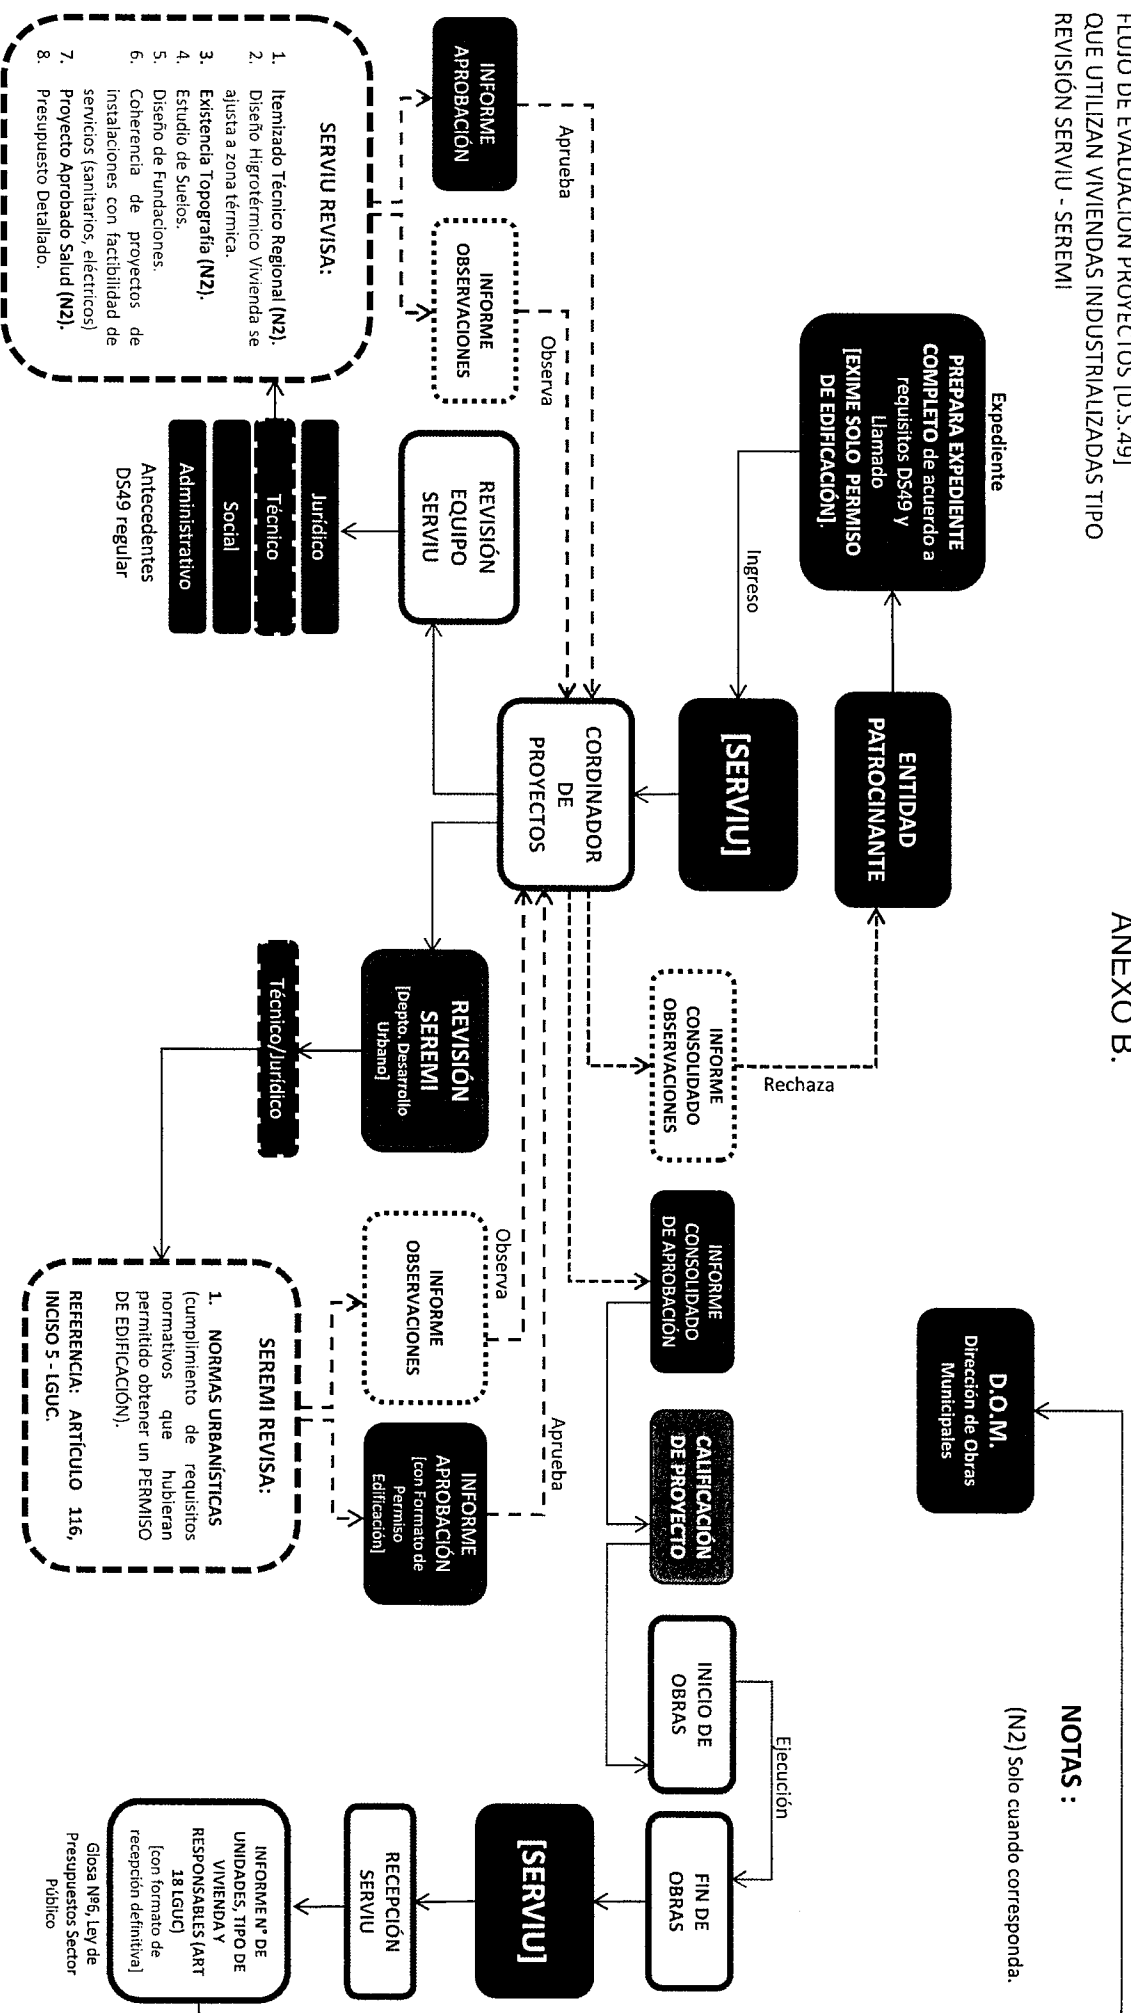 FLUJO DE EVALUACIÓN PROYECTOS [D.S.49]
QUE UTILIZAN VIVIENDAS INDUSTRIALIZADAS TIPO
REVISIÓN SERVIU - SEREMI
ANEXO B.
NOTAS :
(N2) Solo cuando corresponda.
Expediente
PREPARA EXPEDIENTE
COMPLETO de acuerdo a
requisitos DS49 y
Llamado
[EXIME SOLO PERMISO
DE EDIFICACIÓN].
ENTIDAD
PATROCINANTE
D.O.M.
Dirección de Obras
Municipales
Ingreso
Rechaza
[SERVIU]
INFORME
CONSOLIDADO
OBSERVACIONES
INFORME
CONSOLIDADO
DE APROBACIÓN
CALIFICACIÓN
DE PROYECTO
Ejecución
INICIO DE
OBRAS
FIN DE
OBRAS
CORDINADOR
DE
PROYECTOS
Aprueba
INFORME
APROBACIÓN
Observa
INFORME
OBSERVACIONES
REVISIÓN
EQUIPO
SERVIU
REVISIÓN
SEREMI
[Depto. Desarrollo
Urbano]
Observa
INFORME
OBSERVACIONES
Aprueba
INFORME
APROBACIÓN
[con Formato de
Permiso
Edificación]
[SERVIU]
RECEPCIÓN
SERVIU
Jurídico
Técnico
Social
Administrativo
Antecedentes
DS49 regular
Técnico/Jurídico
SERVIU REVISA:
1. Itemizado Técnico Regional (N2).
2. Diseño Higrotérmico Vivienda se
ajusta a zona térmica.
3. Existencia Topografía (N2).
4. Estudio de Suelos.
5. Diseño de Fundaciones.
6. Coherencia de proyectos de
instalaciones con factibilidad de
servicios (sanitarios, eléctricos)
7. Proyecto Aprobado Salud (N2).
8. Presupuesto Detallado.
SEREMI REVISA:
1. NORMAS URBANÍSTICAS
(cumplimiento de requisitos
normativos que hubieran
permitido obtener un PERMISO
DE EDIFICACIÓN).
REFERENCIA: ARTÍCULO 116,
INCISO 5 - LGUC.
INFORME N° DE
UNIDADES, TIPO DE
VIVIENDA Y
RESPONSABLES (ART
18 LGUC)
[con formato de
recepción definitiva]
Glosa Nº6, Ley de
Presupuestos Sector
Público